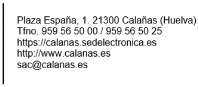 Plaza España, 1. 21300 Calañas (Huelva)
Tfno. 959 56 50 00 / 959 56 50 25
https://calanas.sedelectronica.es
http://www.calanas.es
sac@calanas.es